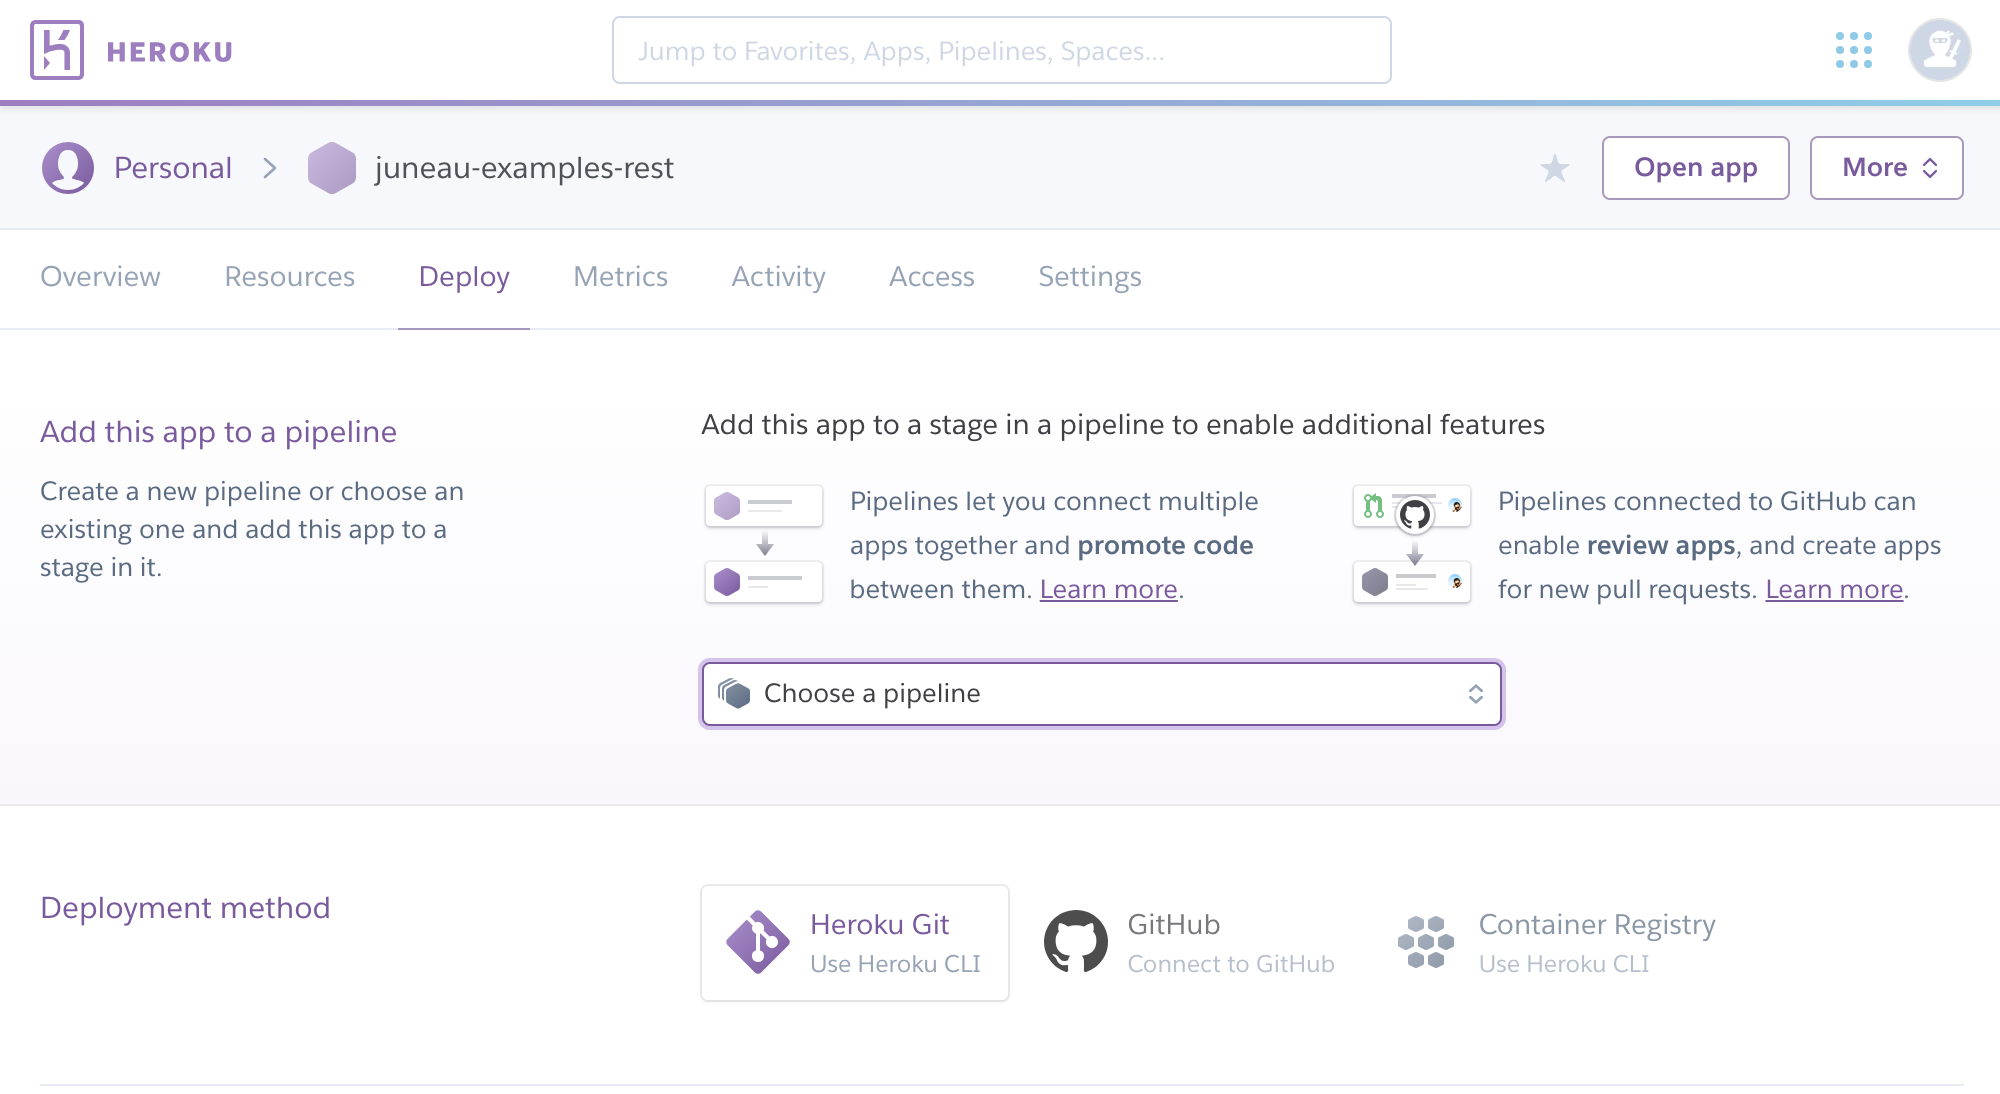 HEROKU
Jump to Favorites, Apps, Pipelines, Spaces...
Personal
juneau-examples-rest
Open app
More
Overview
Resources
Deploy
Metrics
Activity
Access
Settings
Add this app to a pipeline
Create a new pipeline or choose an
existing one and add this app to a
stage in it.
Add this app to a stage in a pipeline to enable additional features
Pipelines let you connect multiple
apps together and promote code
between them. Learn more.
Pipelines connected to GitHub can
enable review apps, and create apps
for new pull requests. Learn more.
Choose a pipeline
Deployment method
Heroku Git
Use Heroku CLI
GitHub
Connect to GitHub
Container Registry
Use Heroku CLI